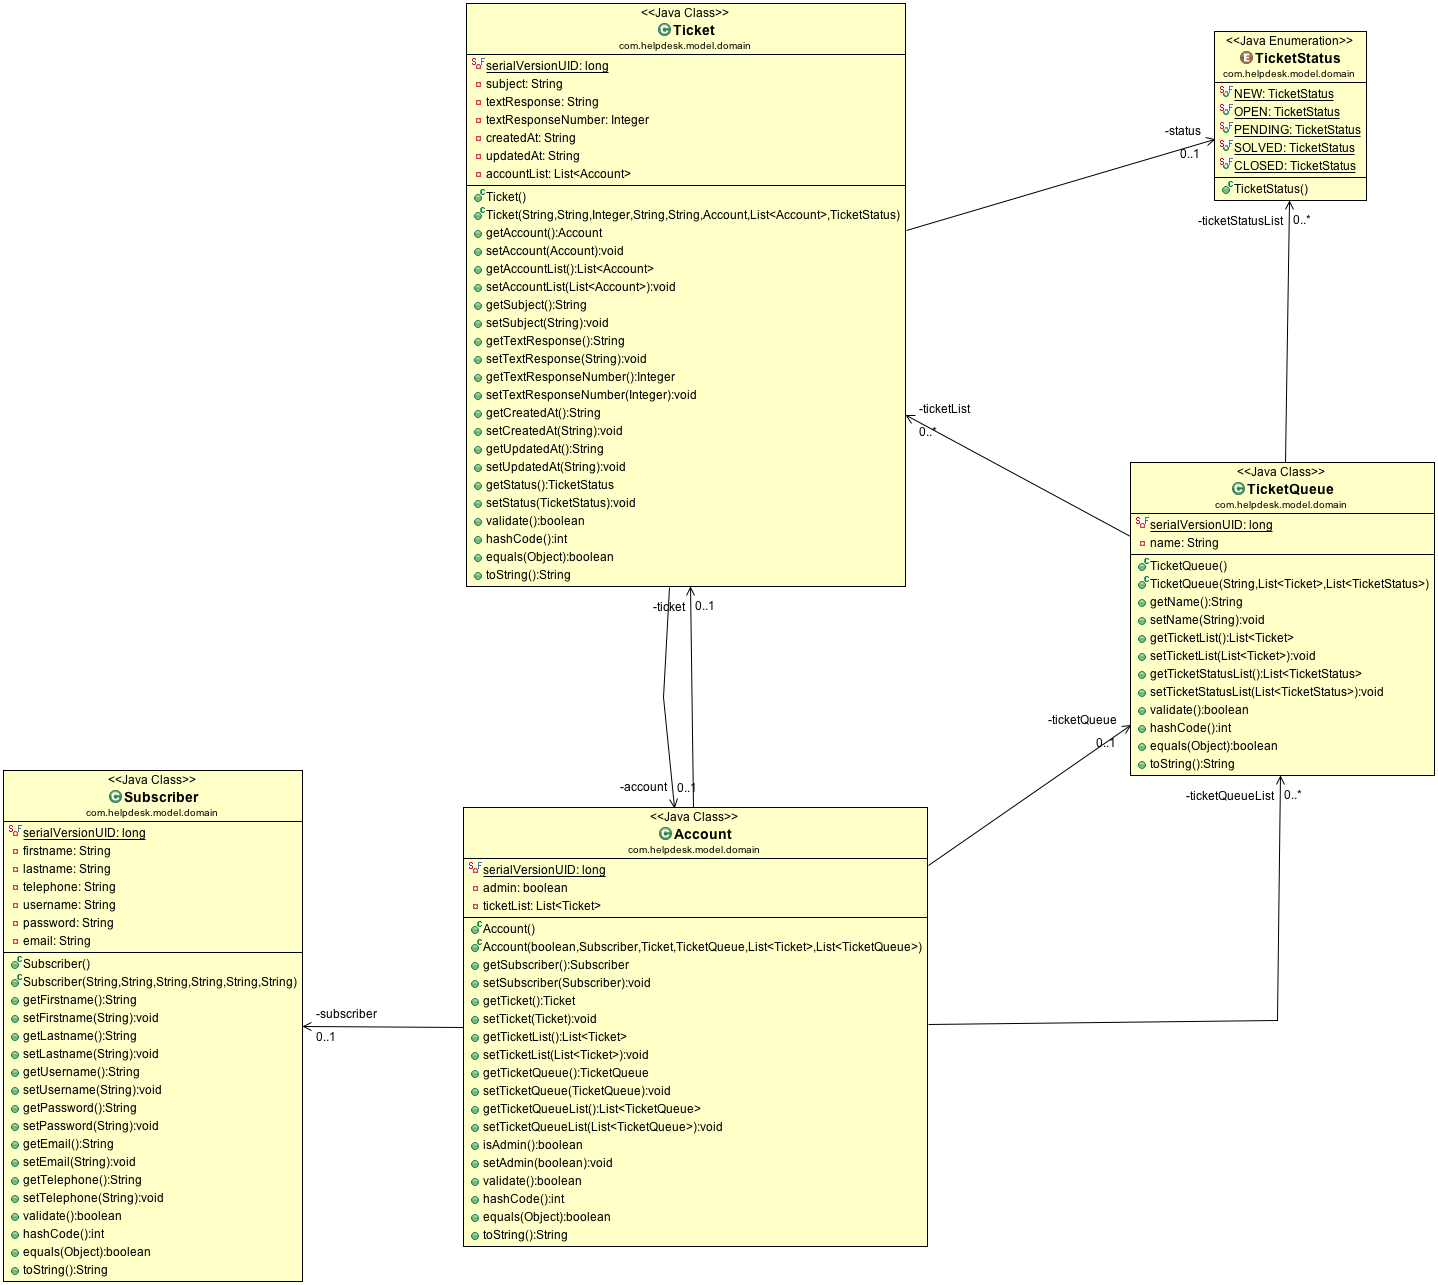 <<Java Class>>
Ticket
com.helpdesk.model.domain
serialVersionUID: long
subject: String
textResponse: String
textResponseNumber: Integer
createdAt: String
updatedAt: String
accountList: List<Account>
Ticket()
Ticket(String,String,Integer,String,String,Account,List<Account>,TicketStatus)
getAccount():Account
setAccount(Account):void
getAccountList():List<Account>
setAccountList(List<Account>):void
getSubject():String
setSubject(String):void
getTextResponse():String
setTextResponse(String):void
getTextResponseNumber():Integer
setTextResponseNumber(Integer):void
getCreatedAt():String
setCreatedAt(String):void
getUpdatedAt():String
setUpdatedAt(String):void
getStatus():TicketStatus
setStatus(TicketStatus):void
validate():boolean
hashCode():int
equals(Object):boolean
toString():String
<<Java Enumeration>>
TicketStatus
com.helpdesk.model.domain
NEW: TicketStatus
OPEN: TicketStatus
PENDING: TicketStatus
SOLVED: TicketStatus
CLOSED: TicketStatus
TicketStatus()
-status
0..1
-ticketStatusList
0..*
-ticketList
0..*
<<Java Class>>
TicketQueue
com.helpdesk.model.domain
serialVersionUID: long
name: String
TicketQueue()
TicketQueue(String,List<Ticket>,List<TicketStatus>)
getName():String
setName(String):void
getTicketList():List<Ticket>
setTicketList(List<Ticket>):void
getTicketStatusList():List<TicketStatus>
setTicketStatusList(List<TicketStatus>):void
validate():boolean
hashCode():int
equals(Object):boolean
toString():String
-ticket
0..1
-ticketQueue
0..1
-account
0..1
-ticketQueueList
0..*
<<Java Class>>
Subscriber
com.helpdesk.model.domain
serialVersionUID: long
firstname: String
lastname: String
telephone: String
username: String
password: String
email: String
Subscriber()
Subscriber(String,String,String,String,String,String)
getFirstname():String
setFirstname(String):void
getLastname():String
setLastname(String):void
getUsername():String
setUsername(String):void
getPassword():String
setPassword(String):void
getEmail():String
setEmail(String):void
getTelephone():String
setTelephone(String):void
validate():boolean
hashCode():int
equals(Object):boolean
toString():String
-subscriber
0..1
<<Java Class>>
Account
com.helpdesk.model.domain
serialVersionUID: long
admin: boolean
ticketList: List<Ticket>
Account()
Account(boolean,Subscriber,Ticket,TicketQueue,List<Ticket>,List<TicketQueue>)
getSubscriber():Subscriber
setSubscriber(Subscriber):void
getTicket():Ticket
setTicket(Ticket):void
getTicketList():List<Ticket>
setTicketList(List<Ticket>):void
getTicketQueue():TicketQueue
setTicketQueue(TicketQueue):void
getTicketQueueList():List<TicketQueue>
setTicketQueueList(List<TicketQueue>):void
isAdmin():boolean
setAdmin(boolean):void
validate():boolean
hashCode():int
equals(Object):boolean
toString():String